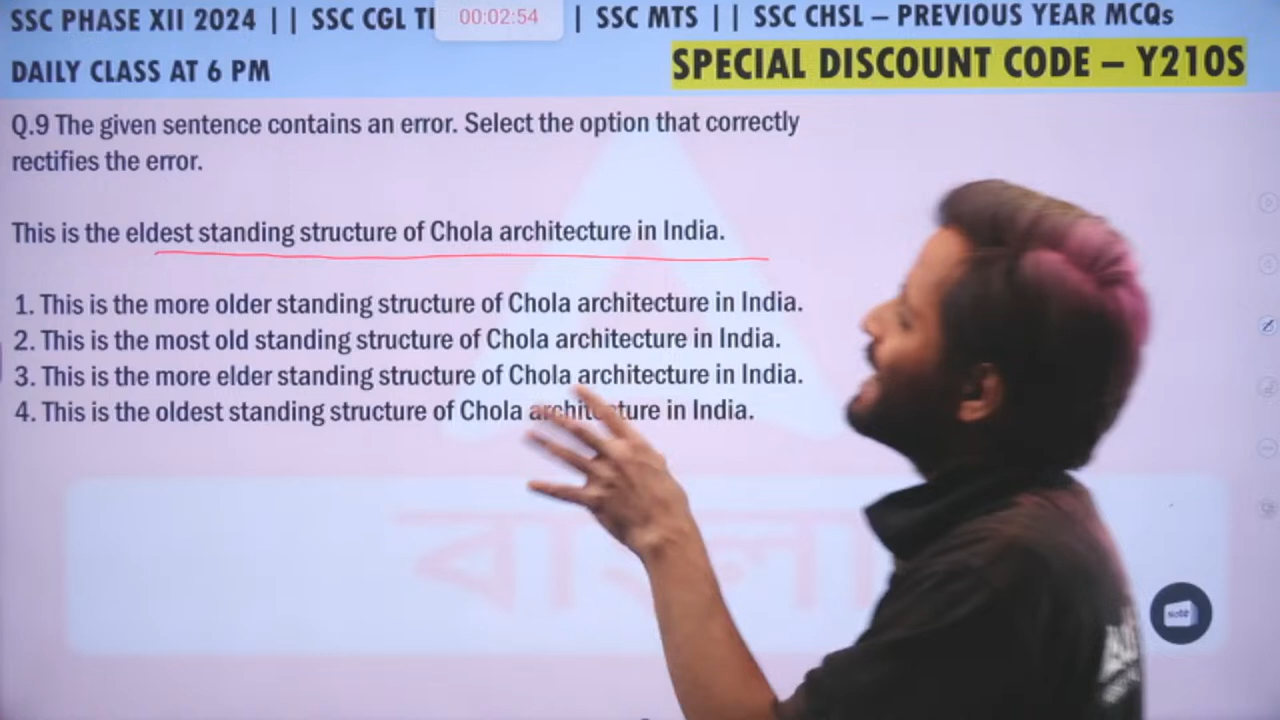 SSC PHASE XII 2024 || SSC CGL TI 00:02:54 | SSC MTS || SSC CHSL – PREVIOUS YEAR MCQs
DAILY CLASS AT 6 PM
SPECIAL DISCOUNT CODE – Y210S
Q.9 The given sentence contains an error. Select the option that correctly
rectifies the error.
This is the eldest standing structure of Chola architecture in India.
1. This is the more older standing structure of Chola architecture in India.
2. This is the most old standing structure of Chola architecture in India.
3. This is the more elder standing structure of Chola architecture in India.
4. This is the oldest standing structure of Chola architecture in India.
বাংলা
Note